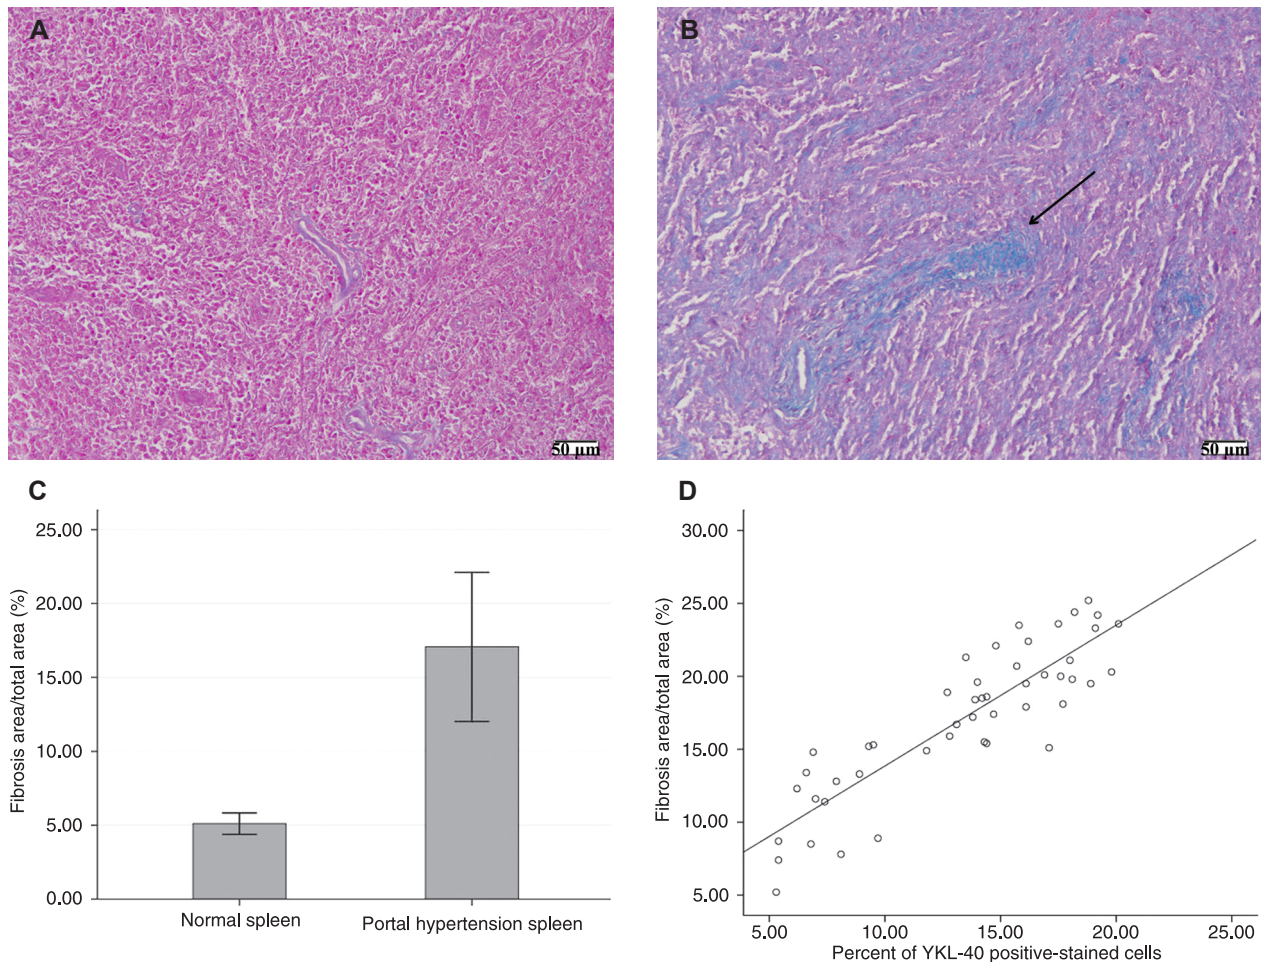 A
B
50 µm
50 µm
C
D
Fibrosis area/total area (%)
25.00
20.00
15.00
10.00
5.00
0.00
Normal spleen
Portal hypertension spleen
Fibrosis area/total area (%)
30.00
25.00
20.00
15.00
10.00
5.00
5.00 10.00 15.00 20.00 25.00
Percent of YKL-40 positive-stained cells